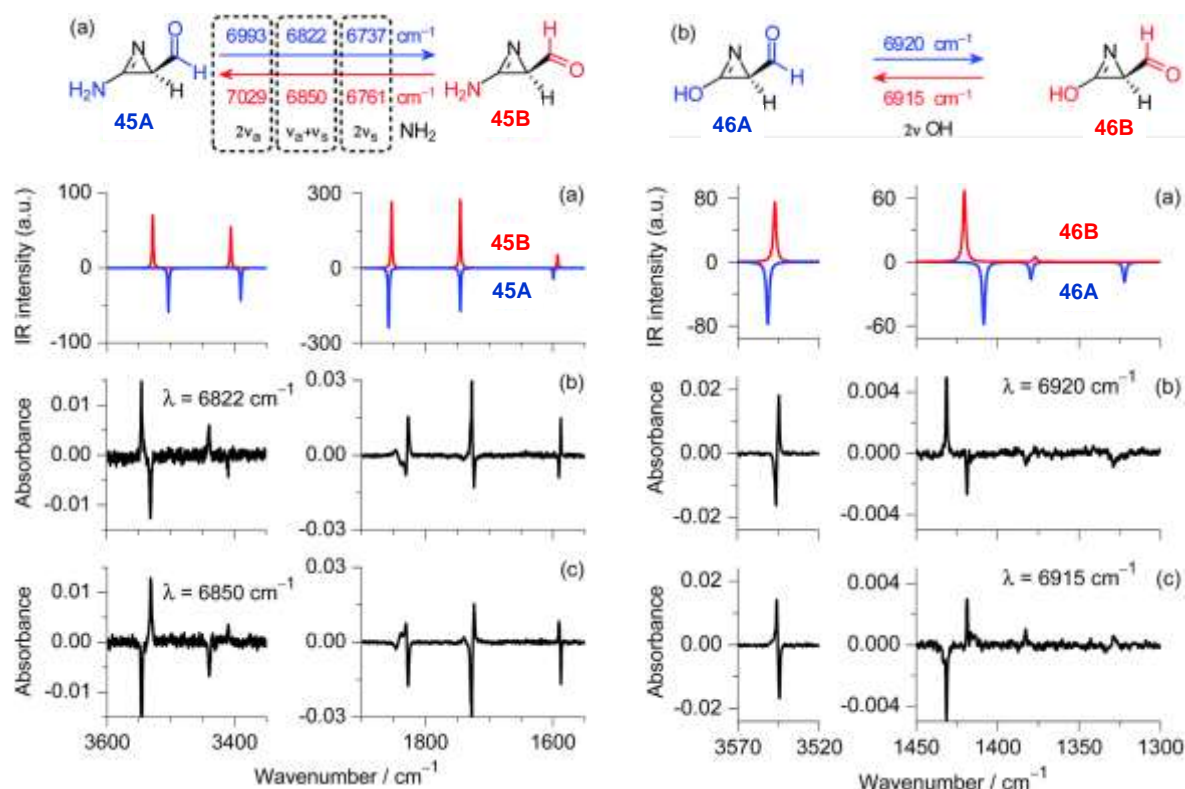 (a)
6993 6822 6737 cm⁻¹
7029 6850 6761 cm⁻¹
2νₐ νₐ+νₛ 2νₛ NH₂
N O H H₂N H
45A
N H O H₂N H
45B
(b)
6920 cm⁻¹
6915 cm⁻¹
2ν OH
N O H HO H
46A
N H O HO H
46B
IR intensity (a.u.)
100
0
-100
300
0
-300
(a)
45B
45A
Absorbance
0.01
0.00
-0.01
λ = 6822 cm⁻¹
0.03
0.00
-0.03
(b)
Absorbance
0.01
0.00
-0.01
λ = 6850 cm⁻¹
0.03
0.00
-0.03
(c)
3600 3400 1800 1600
Wavenumber / cm⁻¹
IR intensity (a.u.)
80
0
-80
60
0
-60
(a)
46B
46A
Absorbance
0.02
0.00
-0.02
0.004
0.000
-0.004
λ = 6920 cm⁻¹
(b)
Absorbance
0.02
0.00
-0.02
0.004
0.000
-0.004
λ = 6915 cm⁻¹
(c)
3570 3520 1450 1400 1350 1300
Wavenumber / cm⁻¹